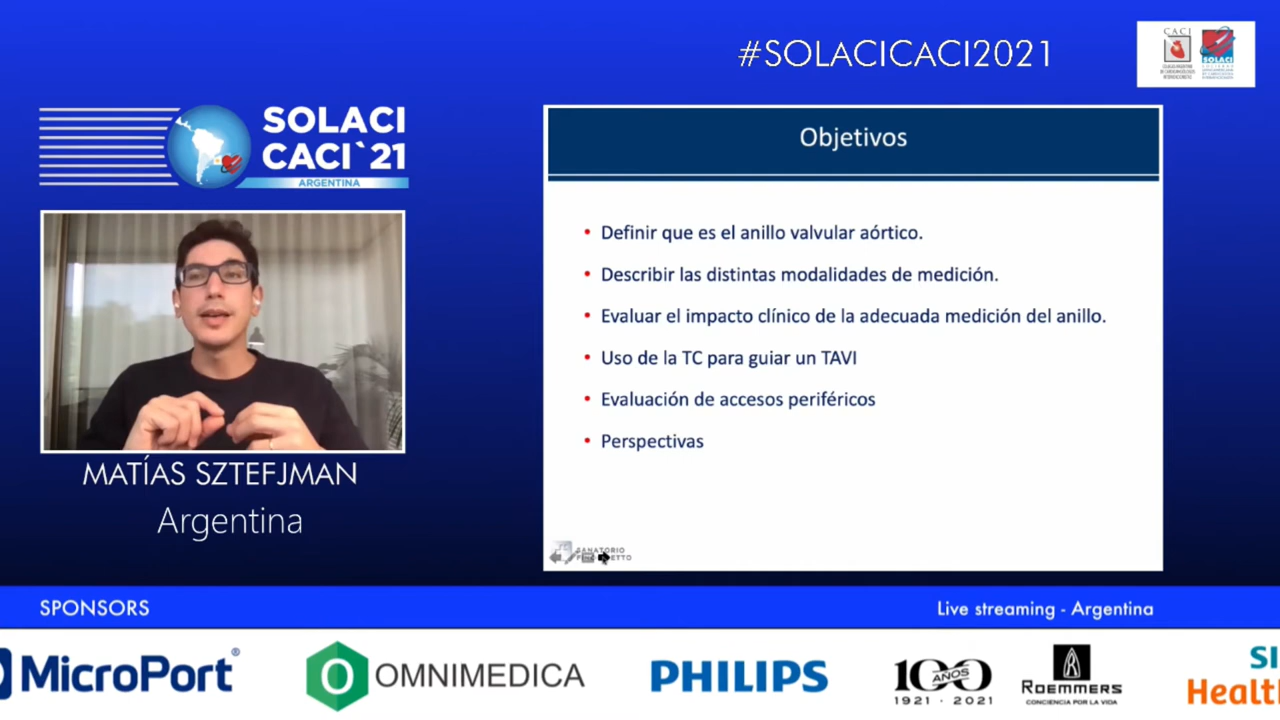 #SOLACICACI2021
CACI
SOLACI
SOLACI
CACI`21
ARGENTINA
MATÍAS SZTEFJMAN
Argentina
Objetivos
• Definir que es el anillo valvular aórtico.
• Describir las distintas modalidades de medición.
• Evaluar el impacto clínico de la adecuada medición del anillo.
• Uso de la TC para guiar un TAVI
• Evaluación de accesos periféricos
• Perspectivas
SANATORIO
SPONSORS
Live streaming - Argentina
MicroPort®
OMNIMEDICA
PHILIPS
100
AÑOS
1921 · 2021
ROEMMERS
CONCIENCIA POR LA VIDA